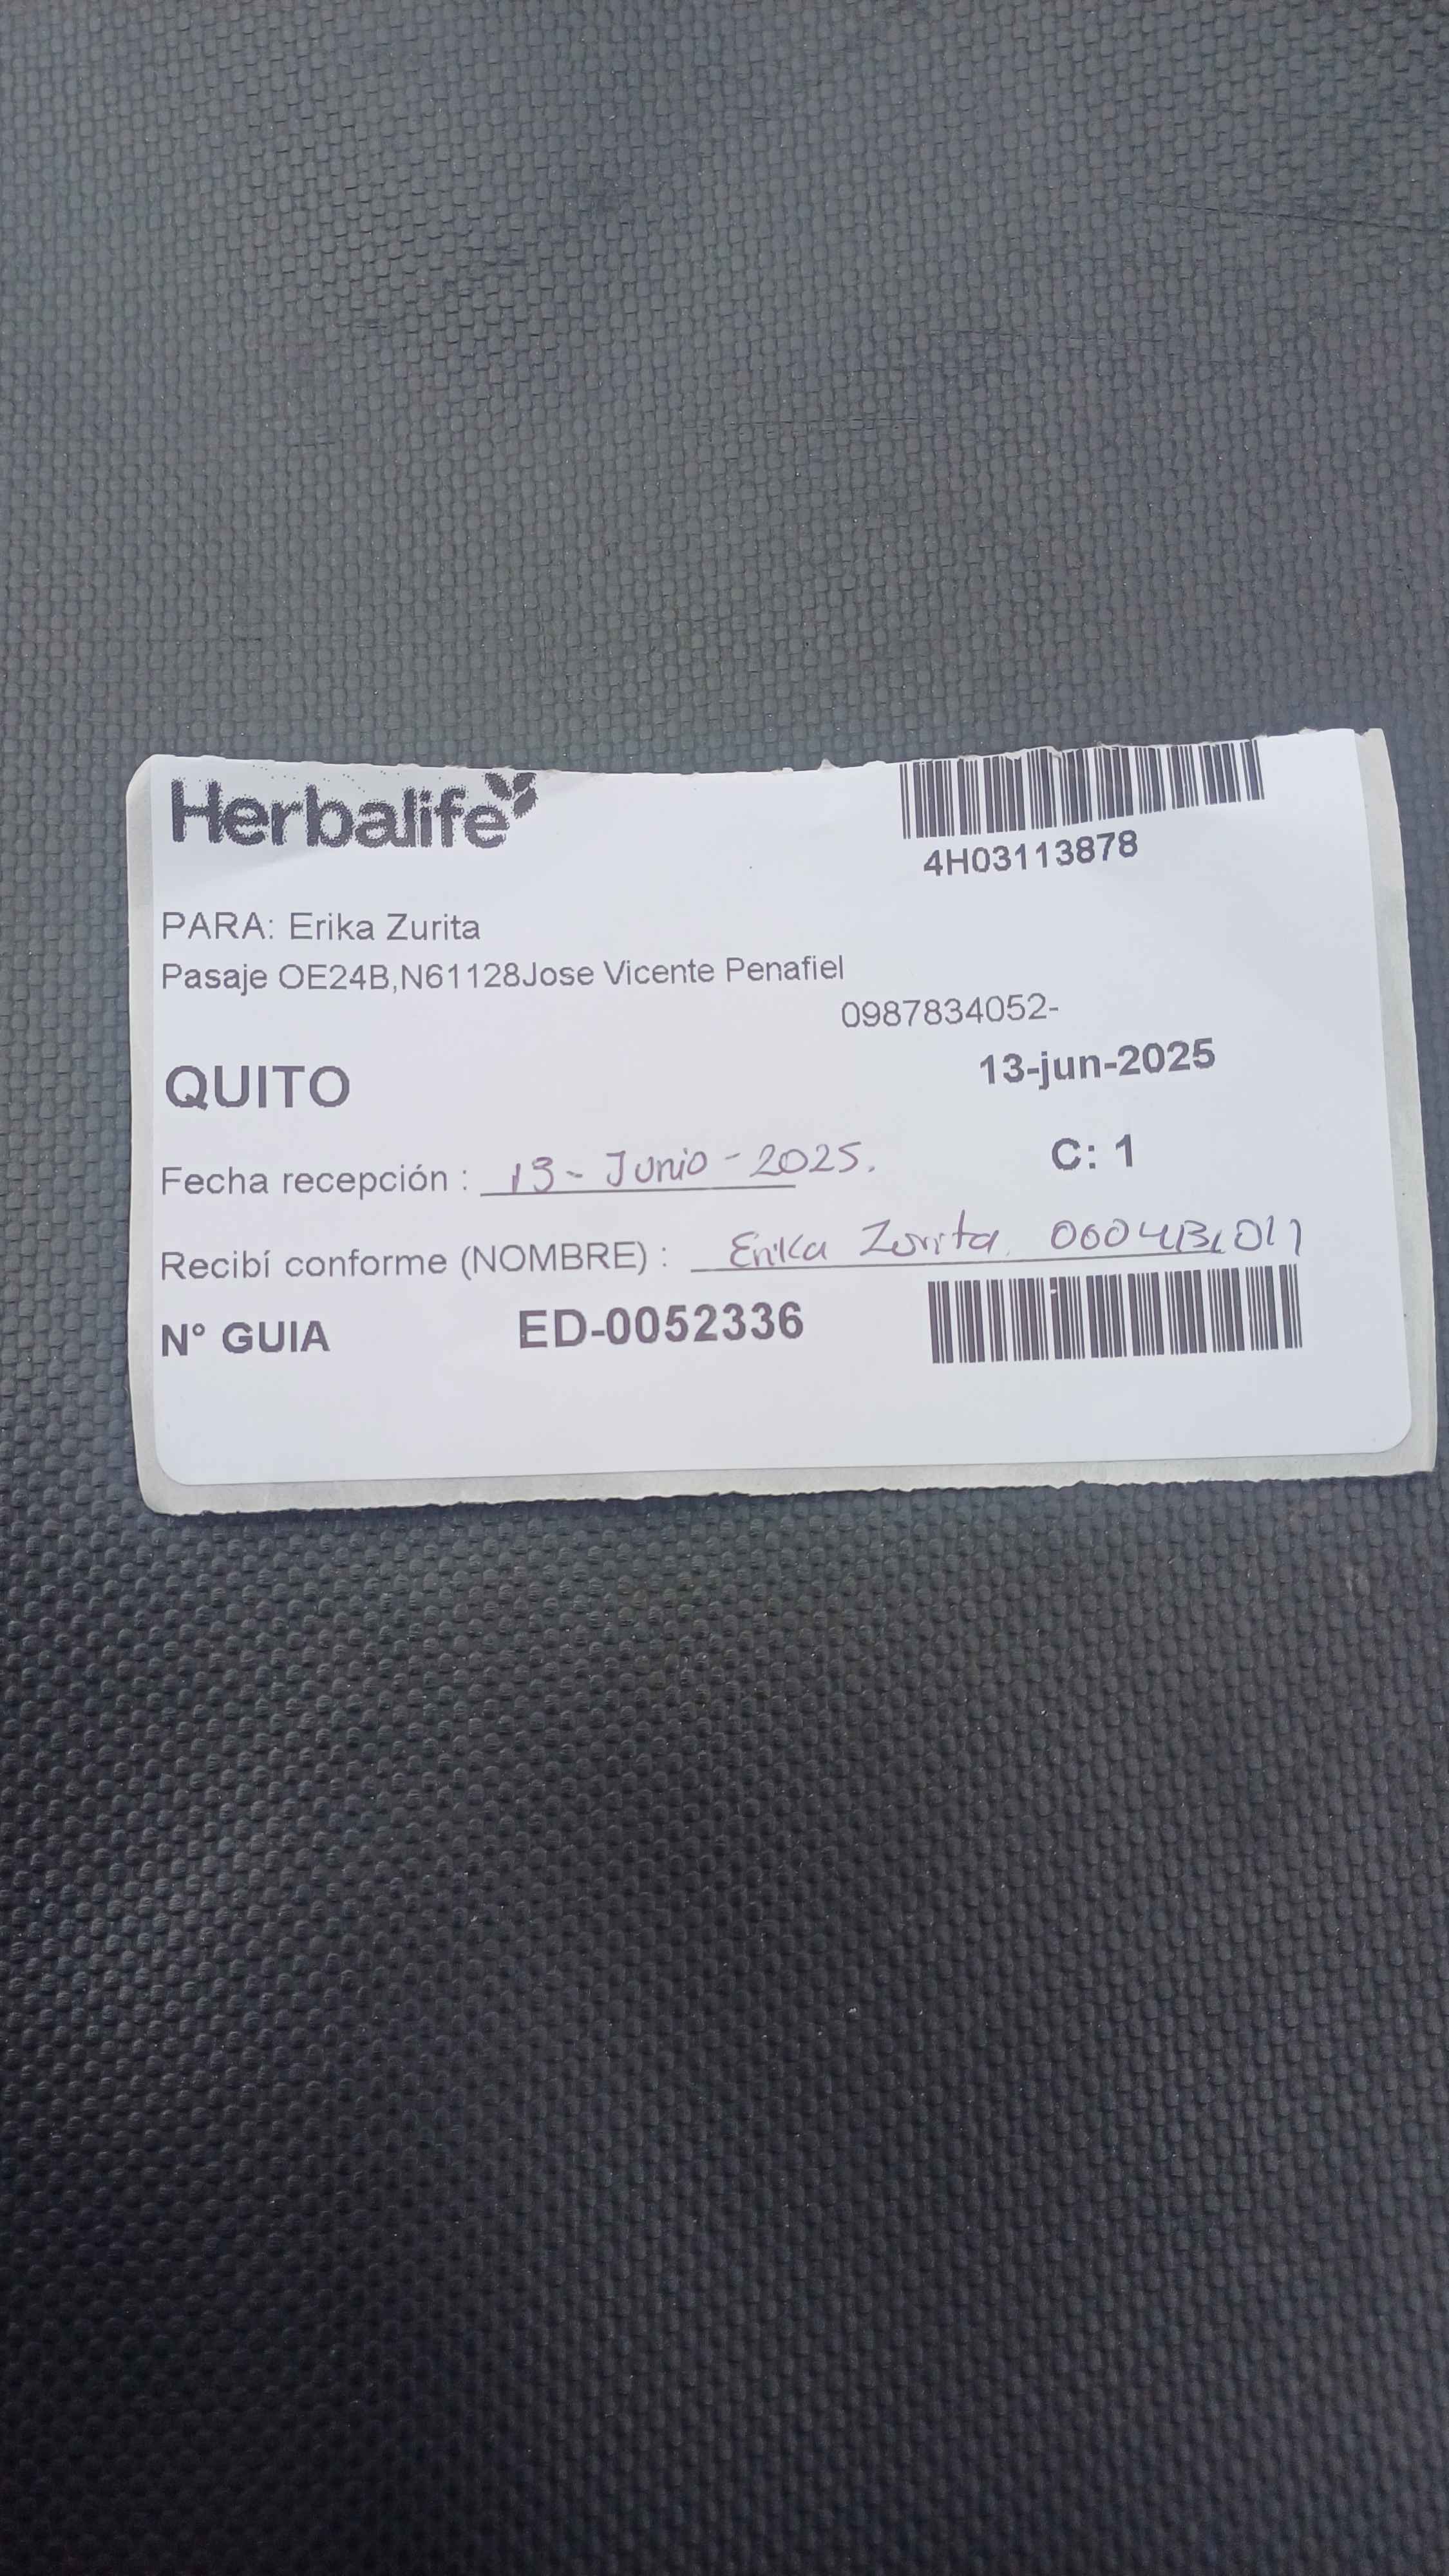 Herbalife
4H03113878
PARA: Erika Zurita
Pasaje OE24B,N61128Jose Vicente Penafiel
0987834052-
QUITO
13-jun-2025
Fecha recepción : 13 - Junio - 2025.
C: 1
Recibí conforme (NOMBRE) : Erika Zurita
N° GUIA ED-0052336